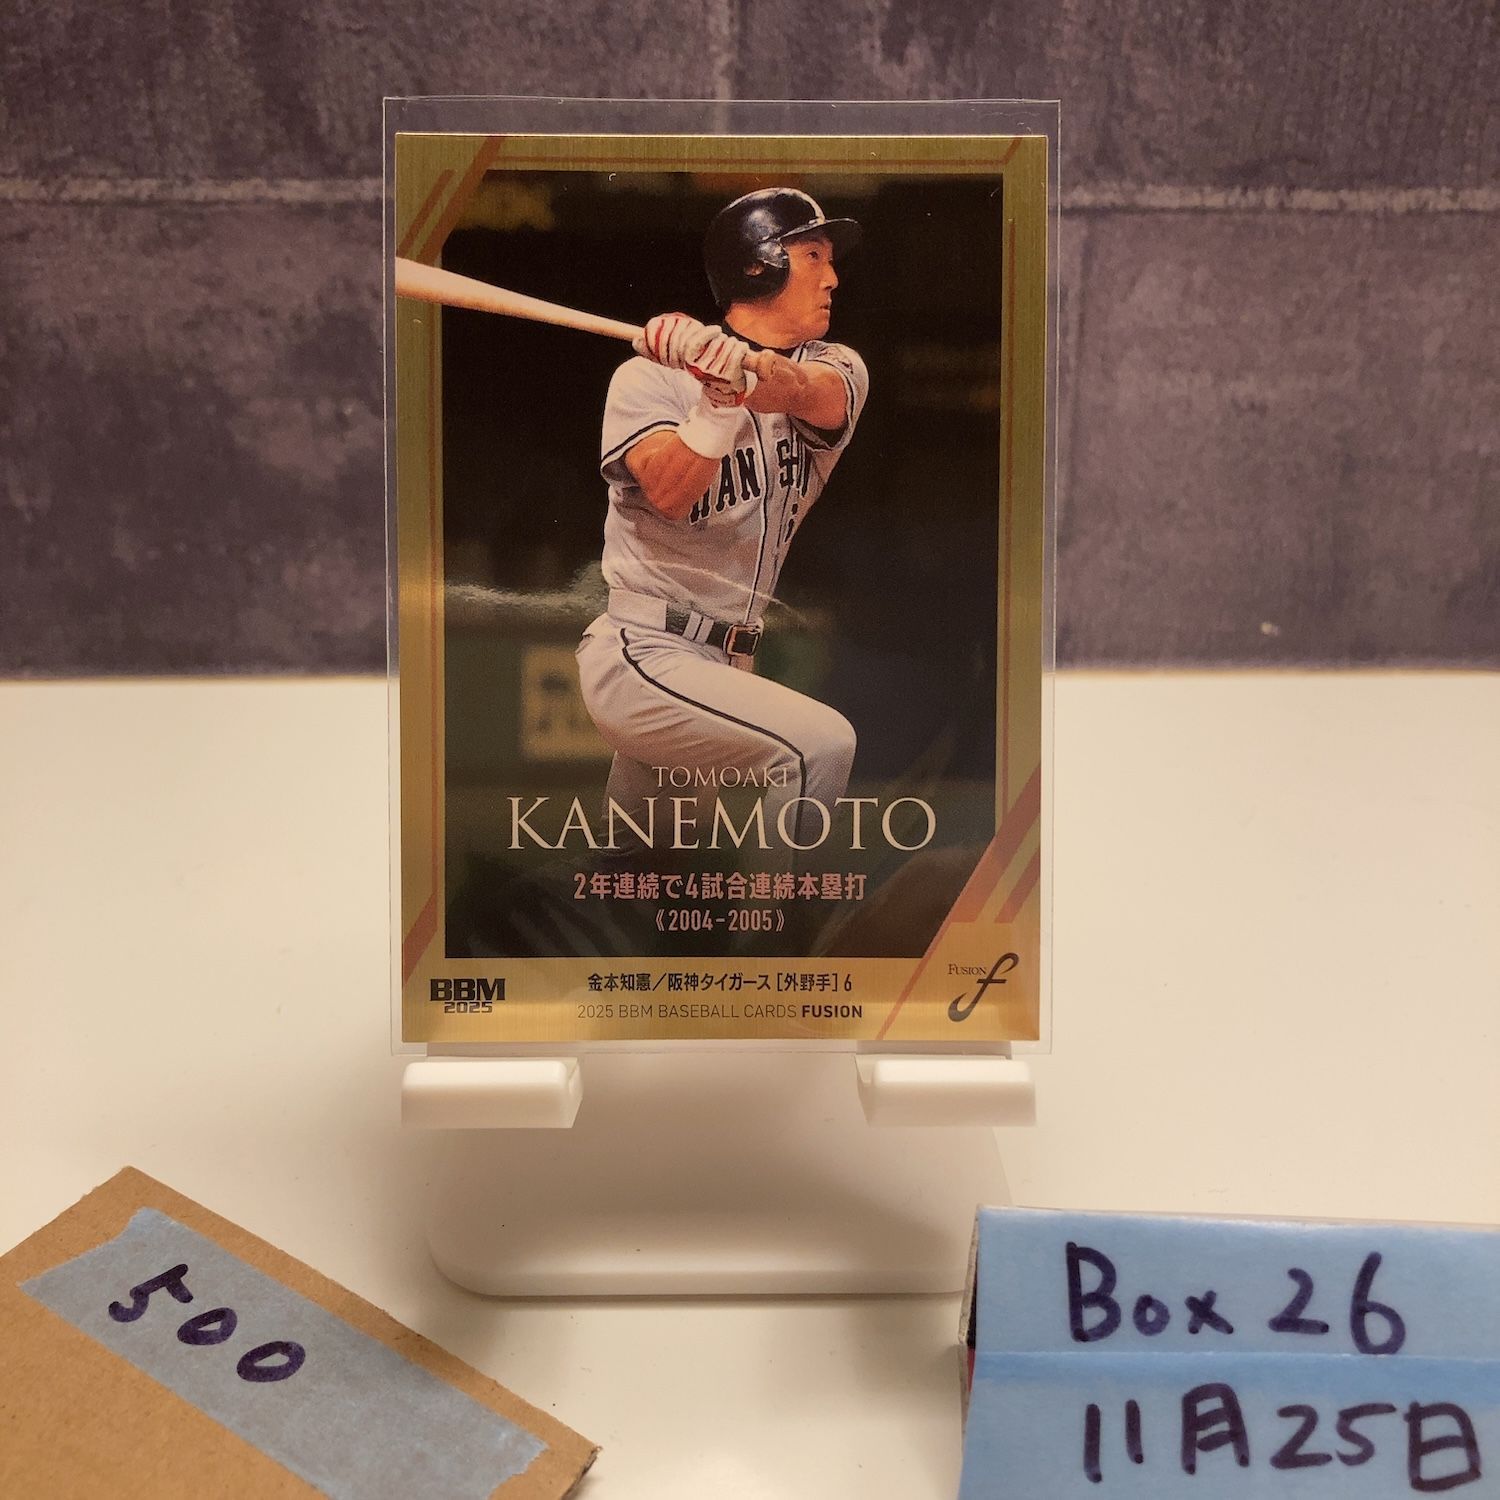 HANSHIN
TOMOAKI
KANEMOTO
2年連続で4試合連続本塁打
《2004-2005》
BBM
2025
金本知憲/阪神タイガース[外野手]6
2025 BBM BASEBALL CARDS FUSION
FUSION
f
500
Box 26
11月25日